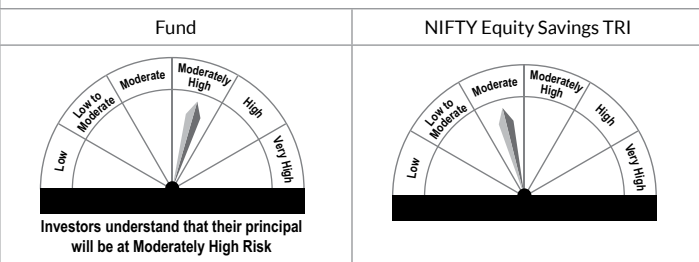 Fund
NIFTY Equity Savings TRI
Low
Low to
Moderate
Moderate
Moderately
High
High
Very High
Low
Low to
Moderate
Moderate
Moderately
High
High
Very High
Investors understand that their principal
will be at Moderately High Risk